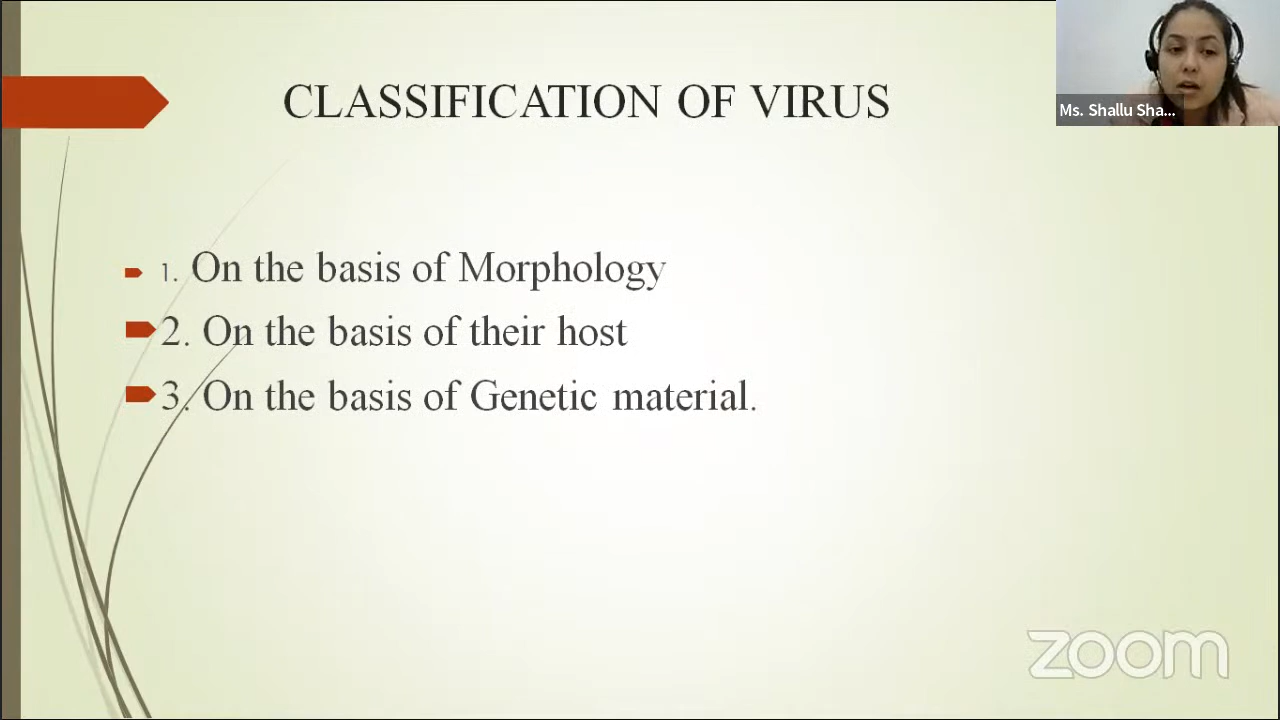 CLASSIFICATION OF VIRUS
Ms. Shallu Sha...
1. On the basis of Morphology
2. On the basis of their host
3. On the basis of Genetic material.
zoom